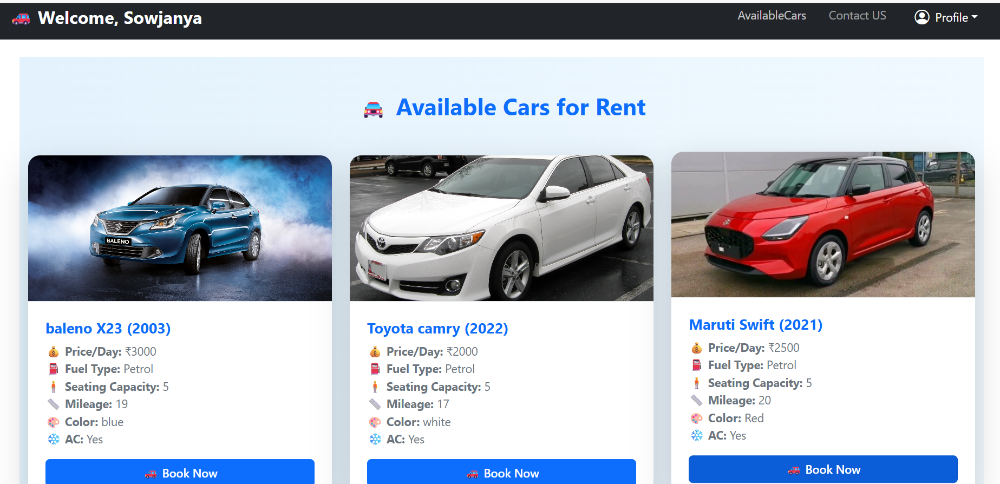 Welcome, Sowjanya
AvailableCars
Contact US
Profile
Available Cars for Rent
BALENO
baleno X23 (2003)
Price/Day: ₹3000
Fuel Type: Petrol
Seating Capacity: 5
Mileage: 19
Color: blue
AC: Yes
Book Now
Toyota camry (2022)
Price/Day: ₹2000
Fuel Type: Petrol
Seating Capacity: 5
Mileage: 17
Color: white
AC: Yes
Book Now
Maruti Swift (2021)
Price/Day: ₹2500
Fuel Type: Petrol
Seating Capacity: 5
Mileage: 20
Color: Red
AC: Yes
Book Now